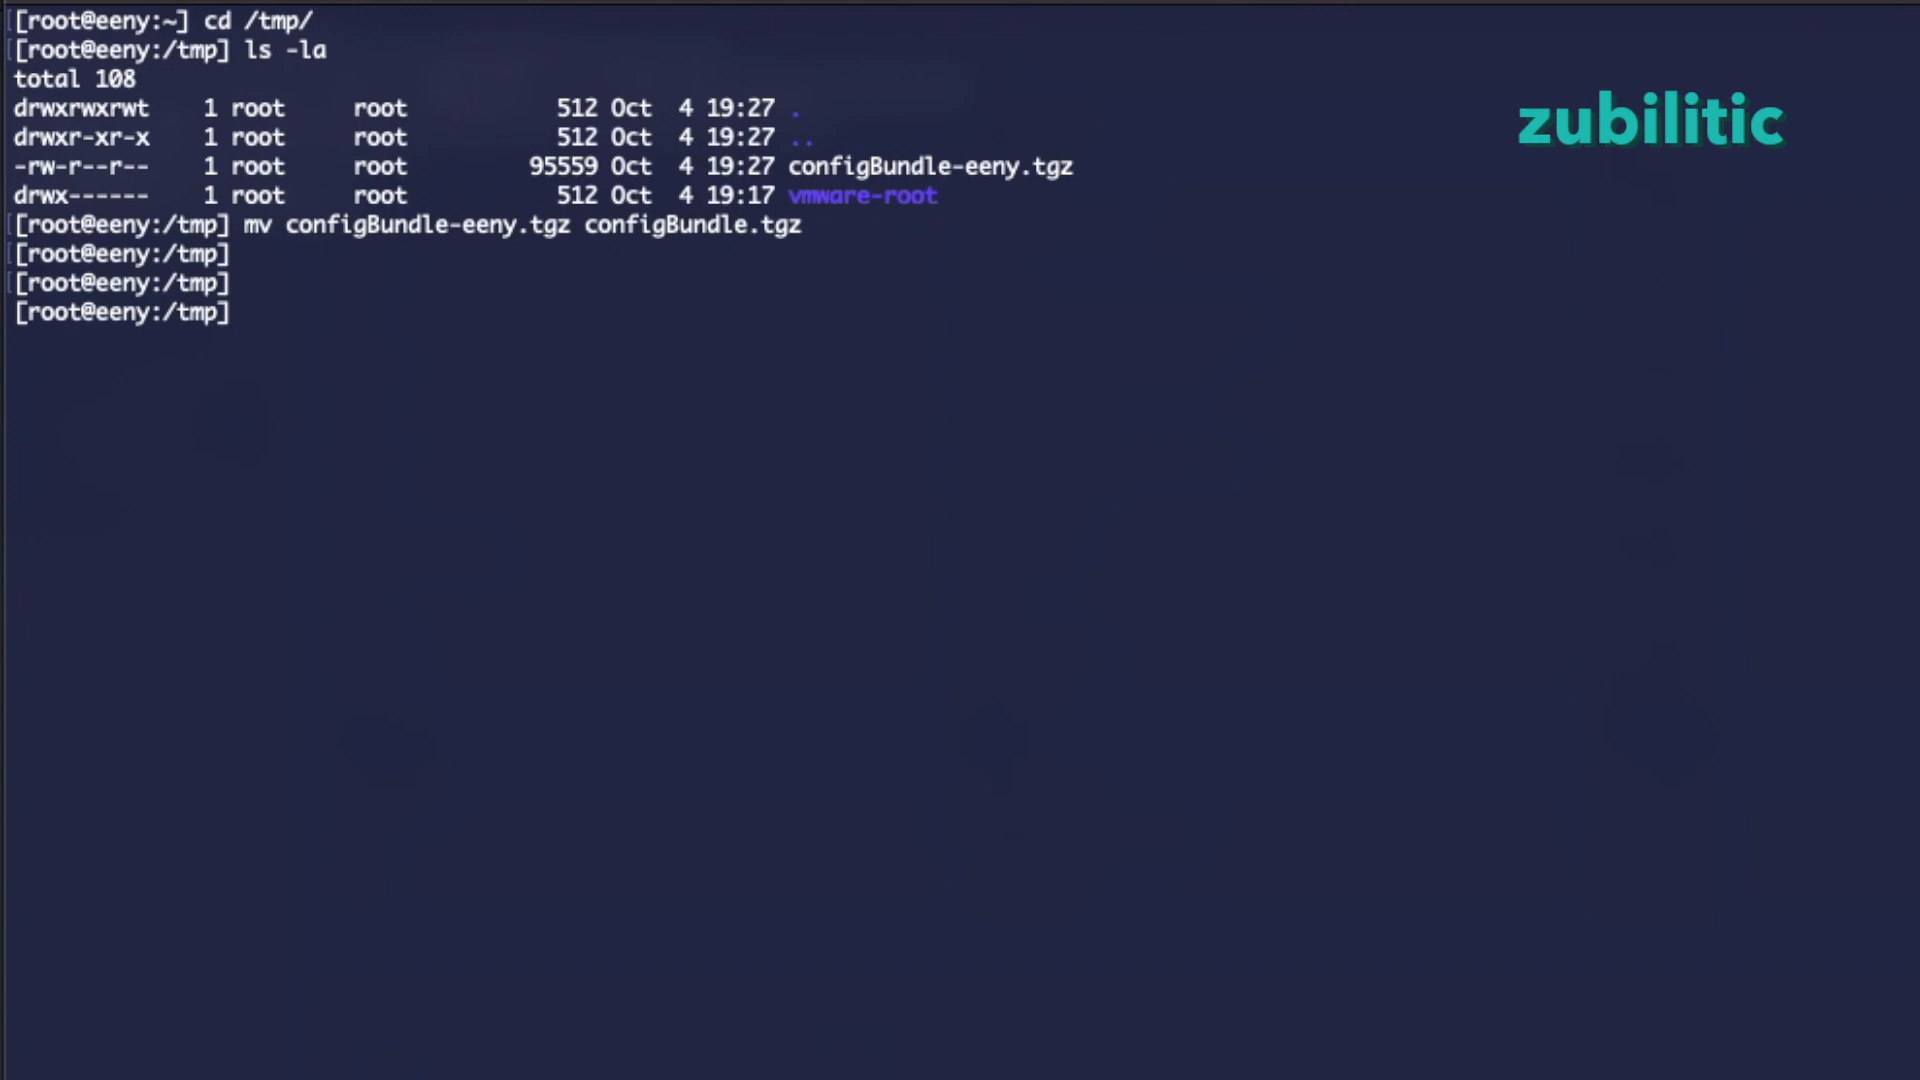 [[root@eeny:~] cd /tmp/
[[root@eeny:/tmp] ls -la
total 108
drwxrwxrwt    1 root     root           512 Oct  4 19:27 .
drwxr-xr-x    1 root     root           512 Oct  4 19:27 ..
-rw-r--r--    1 root     root         95559 Oct  4 19:27 configBundle-eeny.tgz
drwx------    1 root     root           512 Oct  4 19:17 vmware-root
[[root@eeny:/tmp] mv configBundle-eeny.tgz configBundle.tgz
[[root@eeny:/tmp]
[[root@eeny:/tmp]
[root@eeny:/tmp]
zubilitic